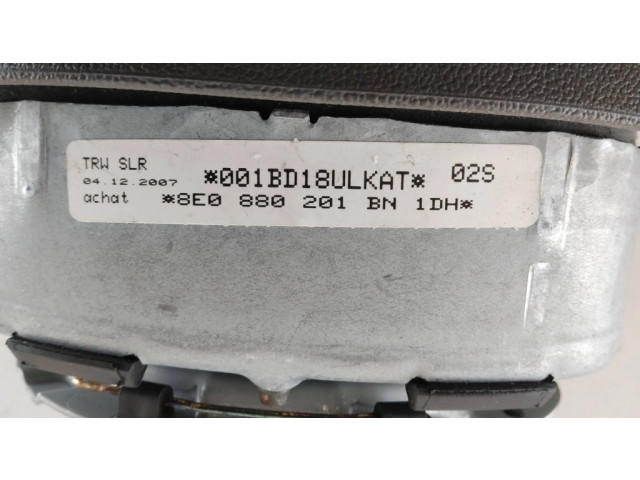 TRW SLR
04.12.2007 *001BD18ULKAT* 02S
achat *8E0 880 201 BN 1DH*